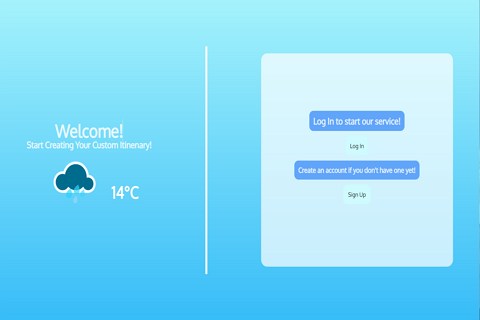 Welcome!
Start Creating Your Custom Itinenary!
14°C
Log In to start our service!
Log In
Create an account if you don't have one yet!
Sign Up